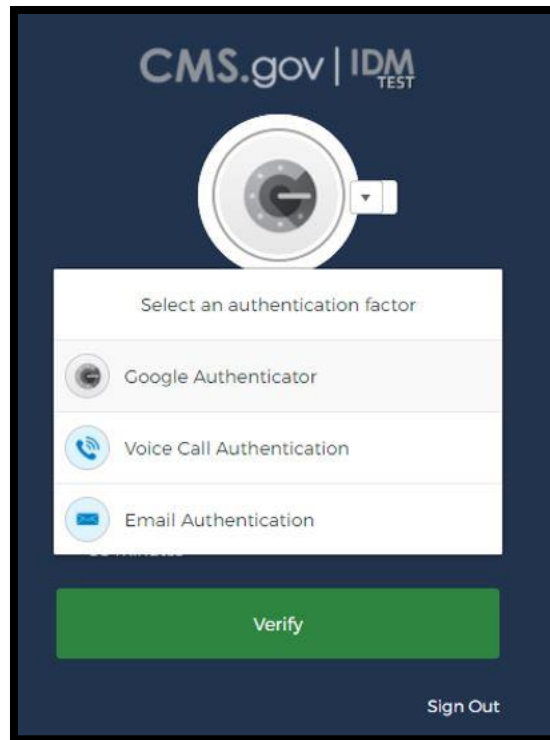 CMS.gov | IDM
TEST
Select an authentication factor
Google Authenticator
Voice Call Authentication
Email Authentication
Verify
Sign Out